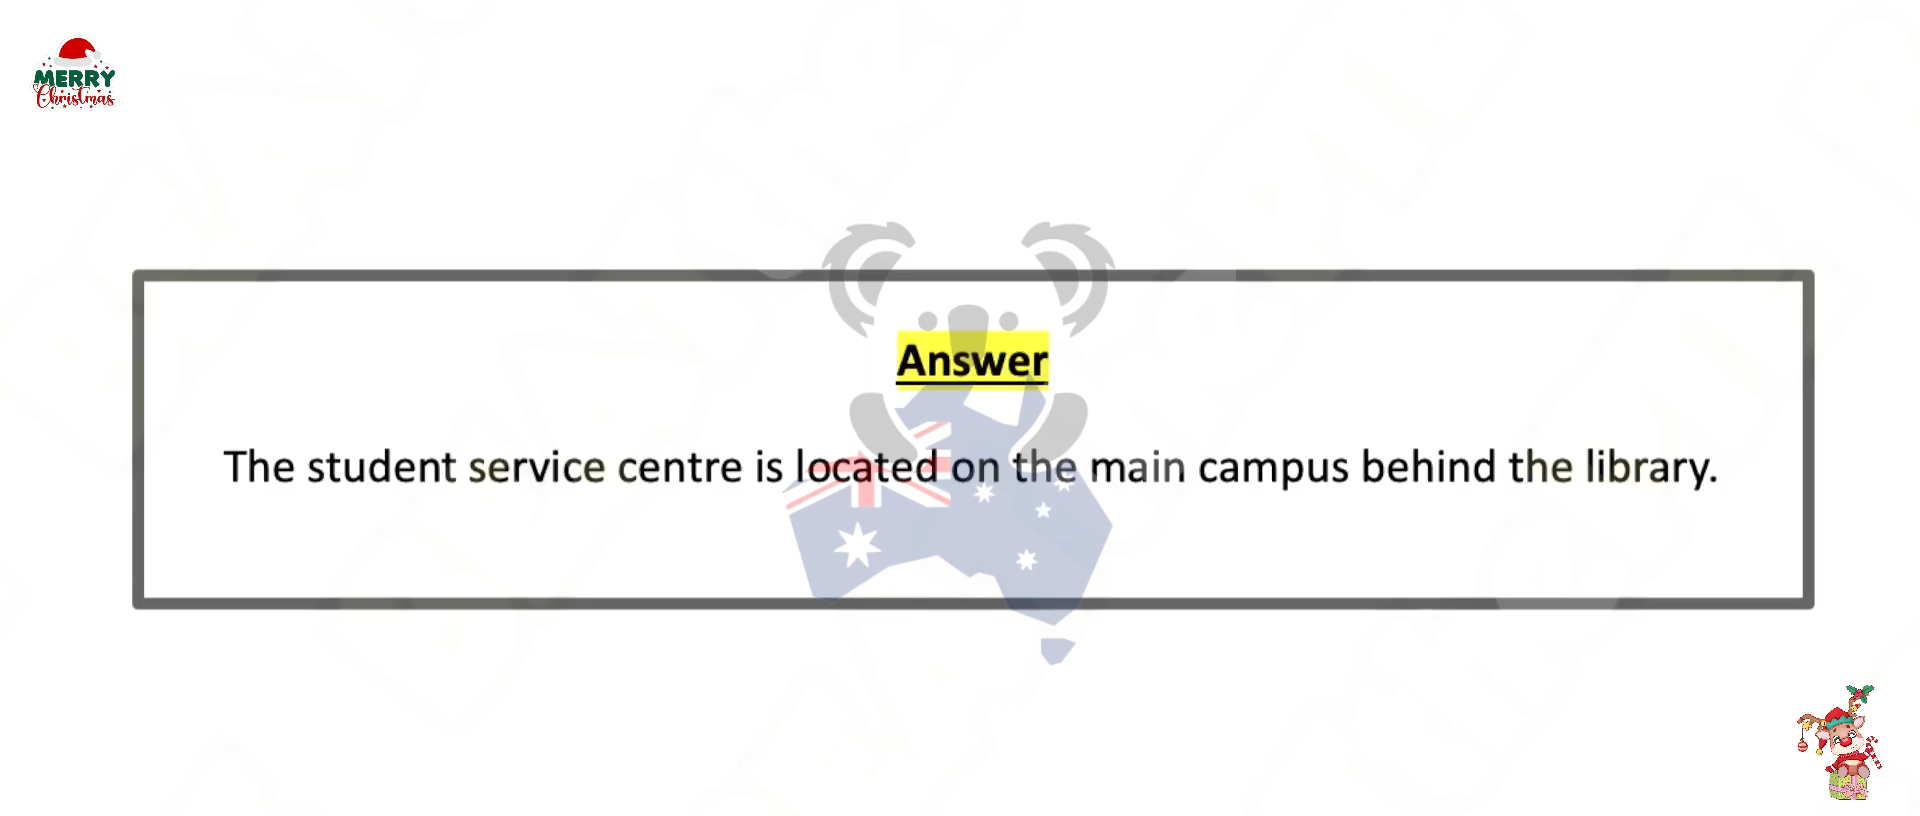 MERRY
Christmas
Answer
The student service centre is located on the main campus behind the library.